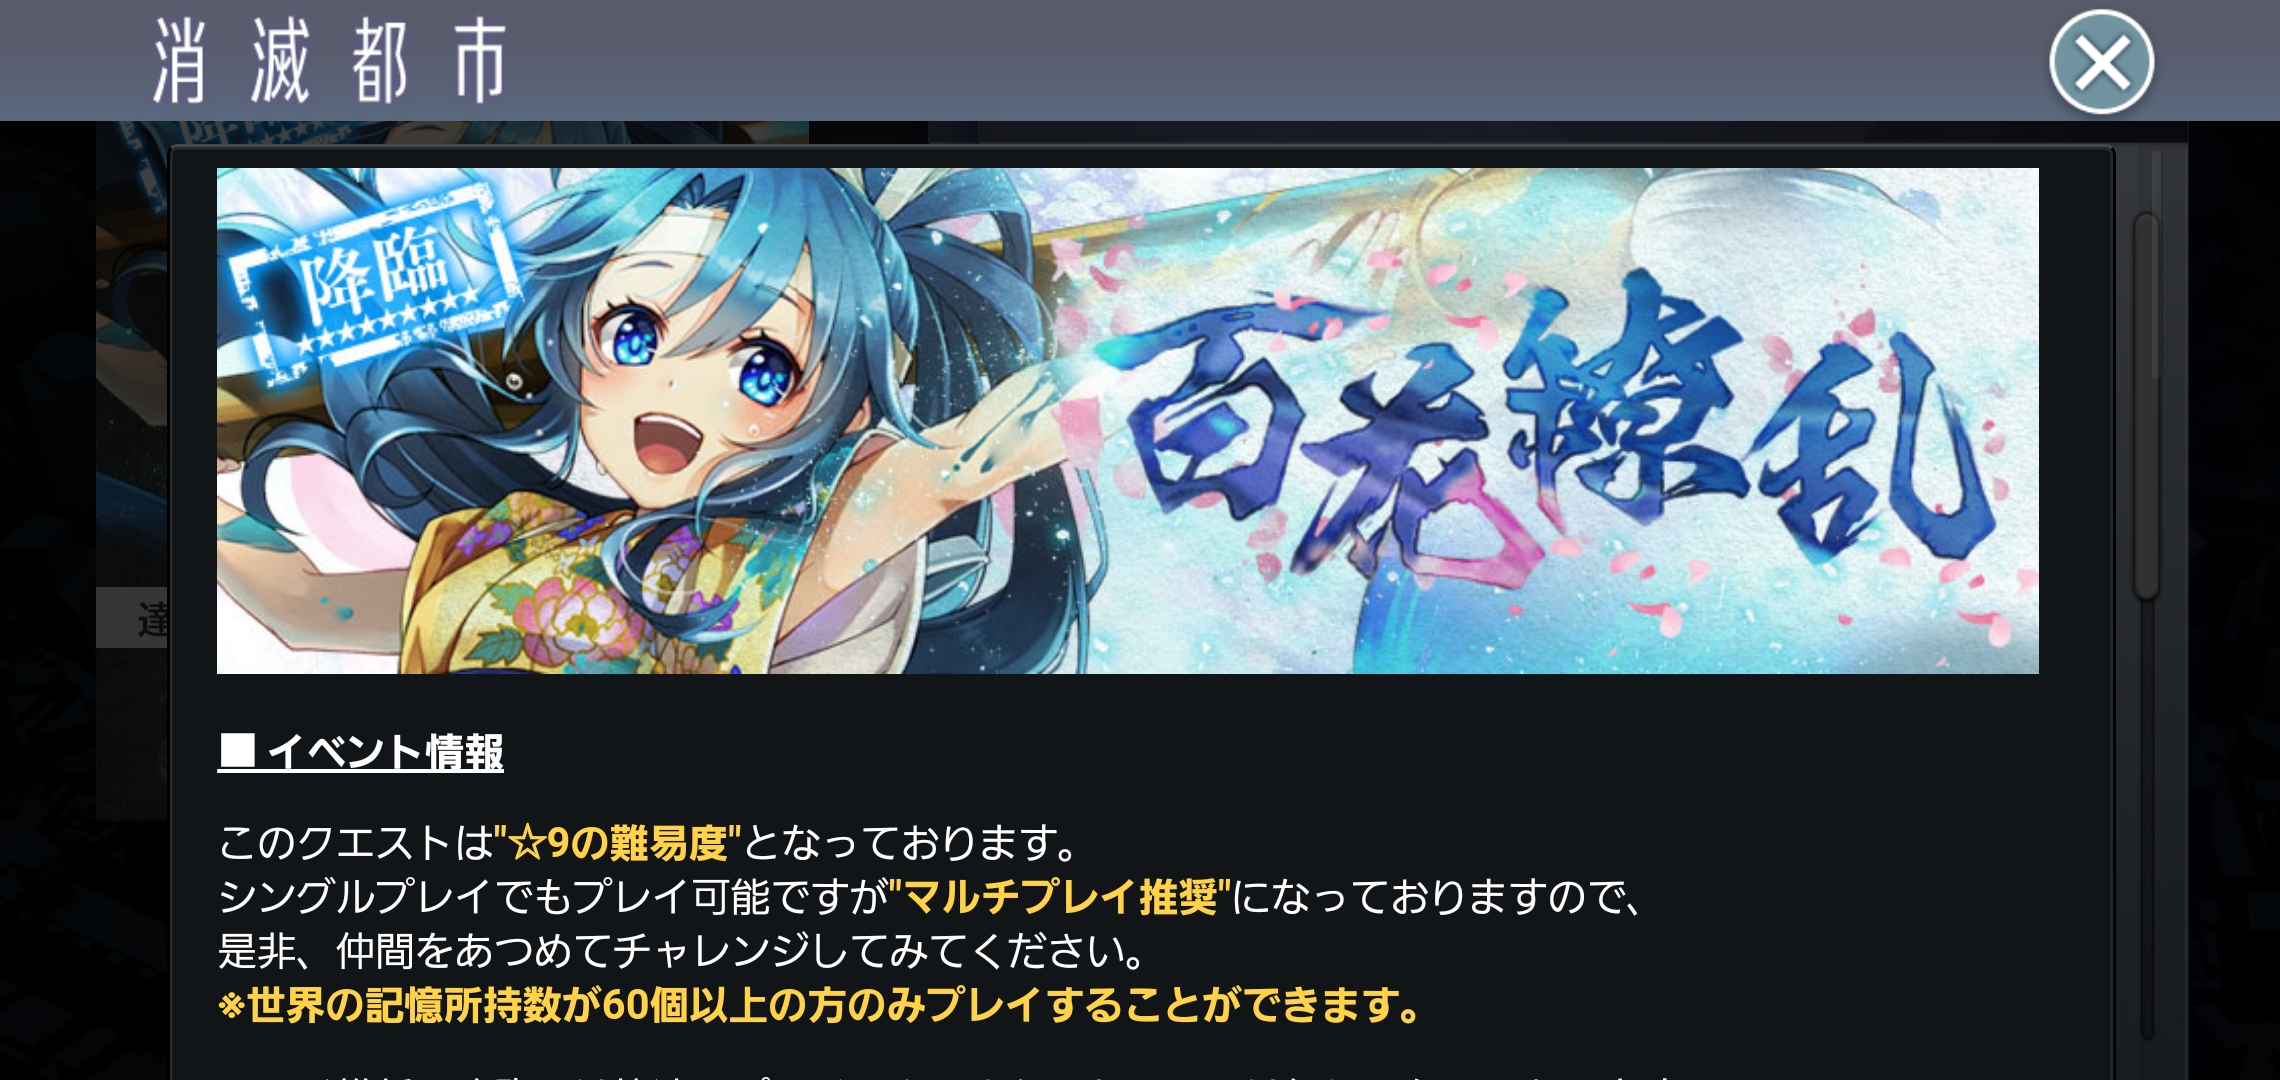 消滅都市
降臨
★★★★★★★★★
百花繚乱
■ イベント情報
このクエストは"☆9の難易度"となっております。
シングルプレイでもプレイ可能ですが"マルチプレイ推奨"になっておりますので、
是非、仲間をあつめてチャレンジしてみてください。
※世界の記憶所持数が60個以上の方のみプレイすることができます。